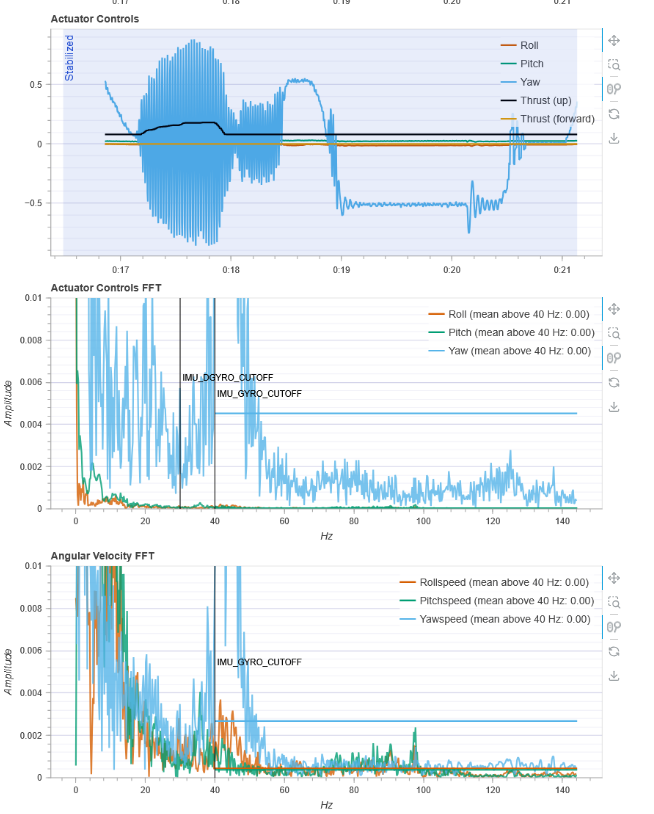 0:17 0:18 0:19 0:20 0:21
Actuator Controls
Stabilized
Roll
Pitch
Yaw
Thrust (up)
Thrust (forward)
0.5
0
−0.5
0:17 0:18 0:19 0:20 0:21
Actuator Controls FFT
0.01
0.008
0.006
0.004
0.002
0
Amplitude
Roll (mean above 40 Hz: 0.00)
Pitch (mean above 40 Hz: 0.00)
Yaw (mean above 40 Hz: 0.00)
IMU_DGYRO_CUTOFF
IMU_GYRO_CUTOFF
0 20 40 60 80 100 120 140
Hz
Angular Velocity FFT
0.01
0.008
0.006
0.004
0.002
0
Amplitude
Rollspeed (mean above 40 Hz: 0.00)
Pitchspeed (mean above 40 Hz: 0.00)
Yawspeed (mean above 40 Hz: 0.00)
IMU_GYRO_CUTOFF
0 20 40 60 80 100 120 140
Hz